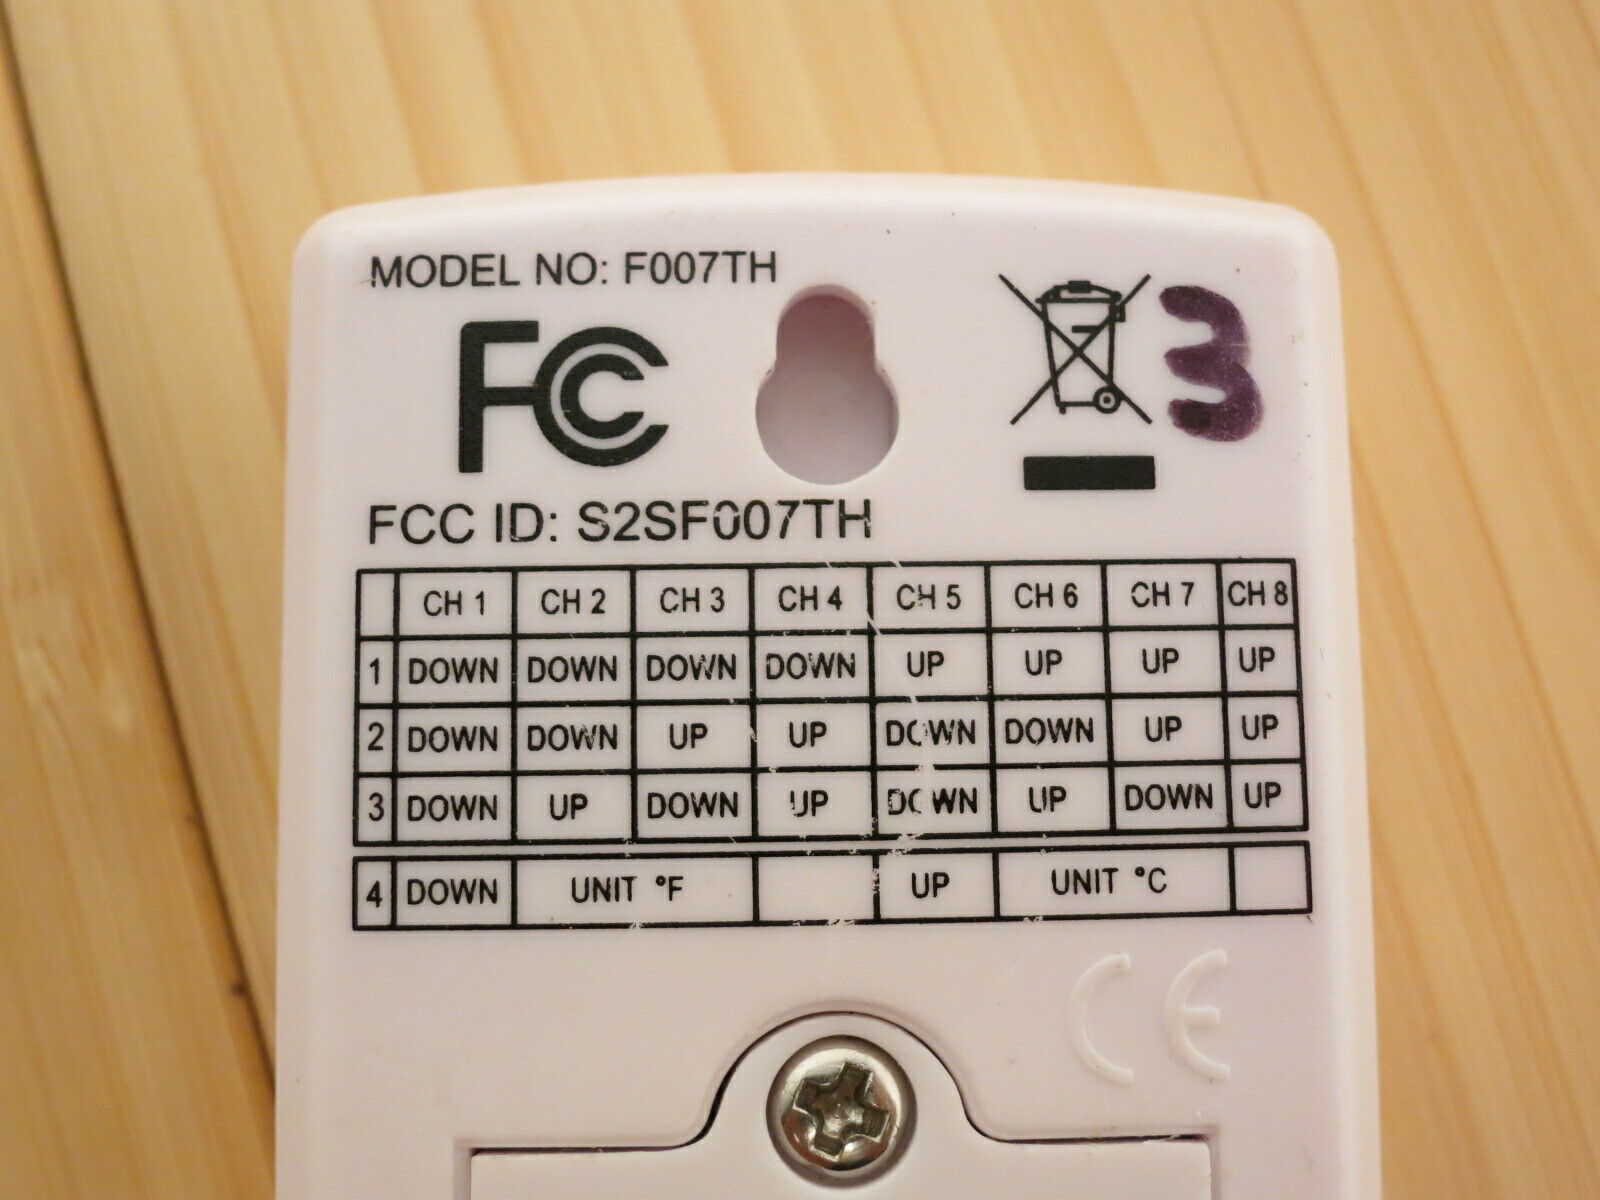 MODEL NO: F007TH
FC
3
FCC ID: S2SF007TH
CH 1 CH 2 CH 3 CH 4 CH 5 CH 6 CH 7 CH 8
1 DOWN DOWN DOWN DOWN UP UP UP UP
2 DOWN DOWN UP UP DOWN DOWN UP UP
3 DOWN UP DOWN UP DOWN UP DOWN UP
4 DOWN UNIT °F UP UNIT °C
CE